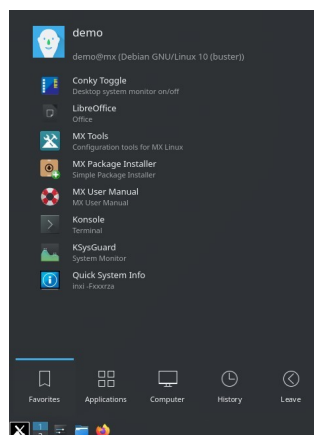 demo
demo@mx (Debian GNU/Linux 10 (buster))
Conky Toggle
Desktop system monitor on/off
LibreOffice
Office
MX Tools
Configuration tools for MX Linux
MX Package Installer
Simple Package Installer
MX User Manual
MX User Manual
Konsole
Terminal
KSysGuard
System Monitor
Quick System Info
inxi -Fxxxrza
Favorites Applications Computer History Leave
1
2